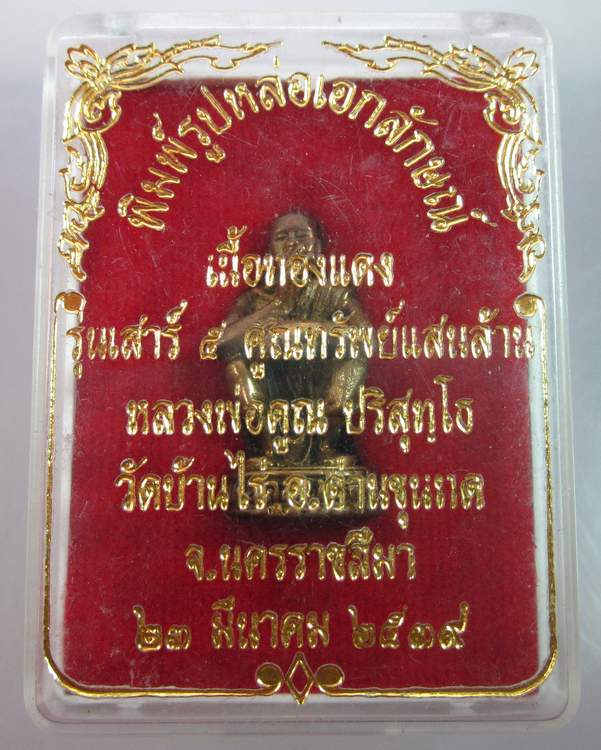 พิมพ์รูปหล่อเอกลักษณ์
เนื้อทองแดง
รุ่นเสาร์ ๕ คูณทรัพย์แสนล้าน
หลวงพ่อคูณ ปริสุทฺโธ
วัดบ้านไร่ อ.ด่านขุนทด
จ.นครราชสีมา
๒๓ มีนาคม ๒๕๓๙